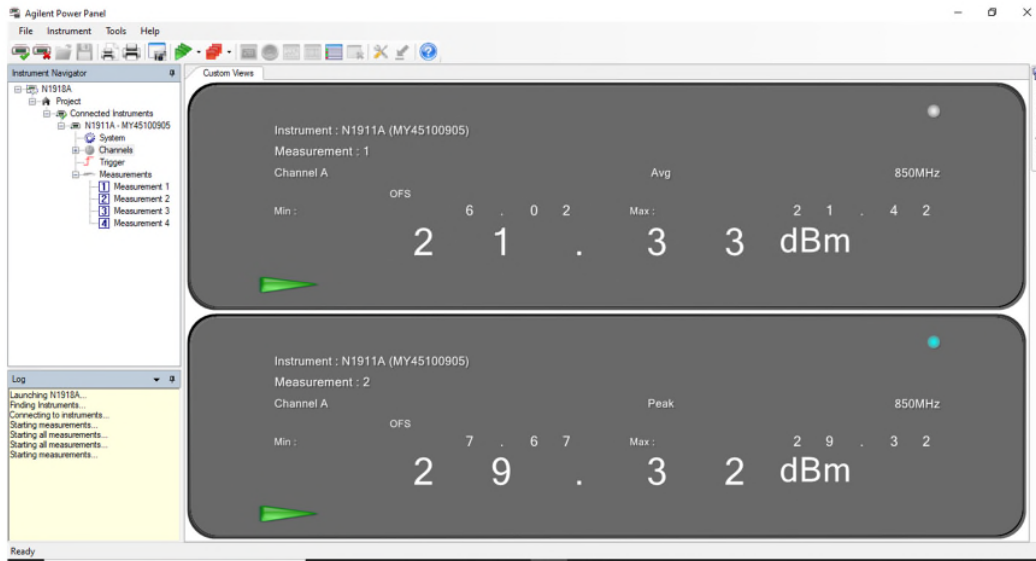 Agilent Power Panel
File Instrument Tools Help
Instrument Navigator
N1918A
Project
Connected Instruments
N1911A - MY45100905
System
Channels
Trigger
Measurements
1 Measurement 1
2 Measurement 2
3 Measurement 3
4 Measurement 4
Log
Launching N1918A...
Finding Instruments...
Connecting to instruments...
Starting measurements...
Starting all measurements...
Starting all measurements...
Starting measurements...
Custom Views
Instrument : N1911A (MY45100905)
Measurement : 1
Channel A Avg 850MHz
OFS
Min : 6 . 0 2 Max : 2 1 . 4 2
2 1 . 3 3 dBm
Instrument : N1911A (MY45100905)
Measurement : 2
Channel A Peak 850MHz
OFS
Min : 7 . 6 7 Max : 2 9 . 3 2
2 9 . 3 2 dBm
Ready